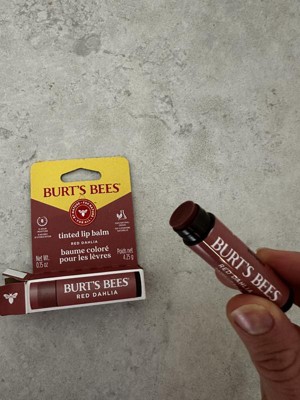 BURT'S BEES
tinted lip balm
RED DAHLIA
baume coloré
pour les lèvres
Net Wt.
0.15 oz
Poids net
4.25 g
BURT'S BEES
RED DAHLIA
BURT'S BEES
RED DAHLIA